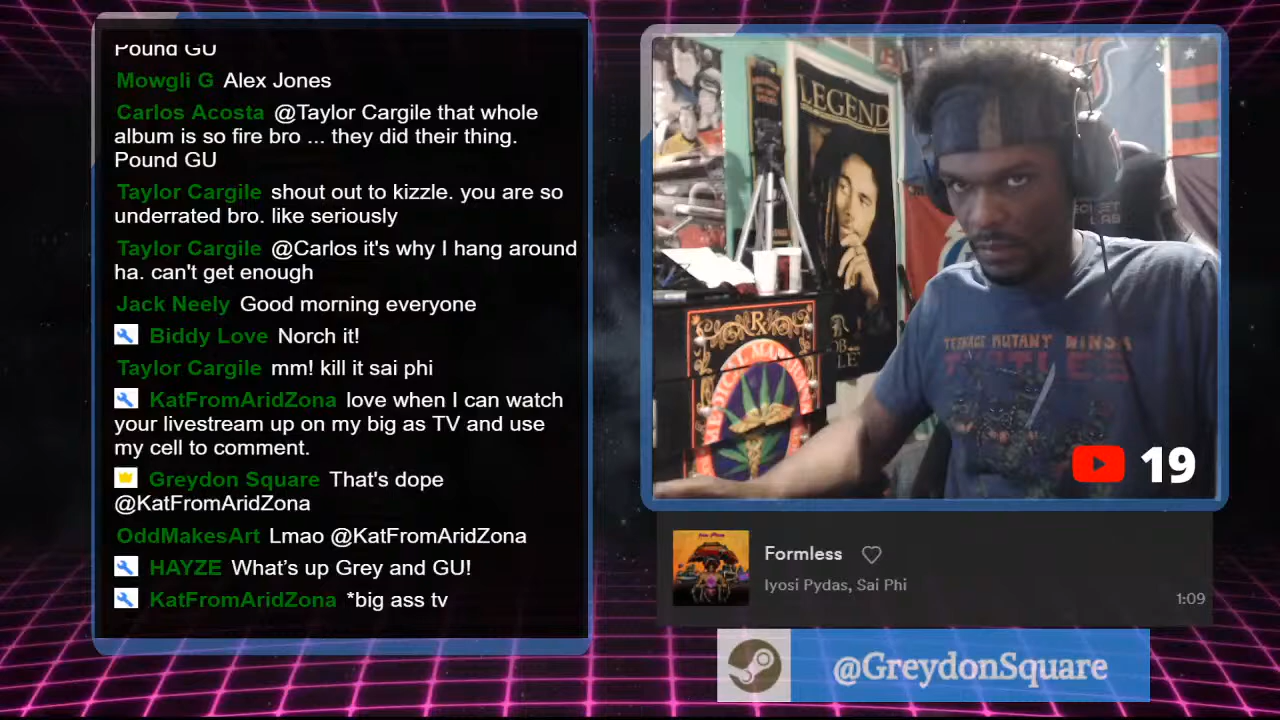 Pound GU
Mowgli G Alex Jones
Carlos Acosta @Taylor Cargile that whole
album is so fire bro ... they did their thing.
Pound GU
Taylor Cargile shout out to kizzle. you are so
underrated bro. like seriously
Taylor Cargile @Carlos it's why I hang around
ha. can't get enough
Jack Neely Good morning everyone
Biddy Love Norch it!
Taylor Cargile mm! kill it sai phi
KatFromAridZona love when I can watch
your livestream up on my big as TV and use
my cell to comment.
Greydon Square That's dope
@KatFromAridZona
OddMakesArt Lmao @KatFromAridZona
HAYZE What’s up Grey and GU!
KatFromAridZona *big ass tv
LEGEND
TEENAGE MUTANT NINJA
TURTLES
19
Formless
Iyosi Pydas, Sai Phi
1:09
@GreydonSquare